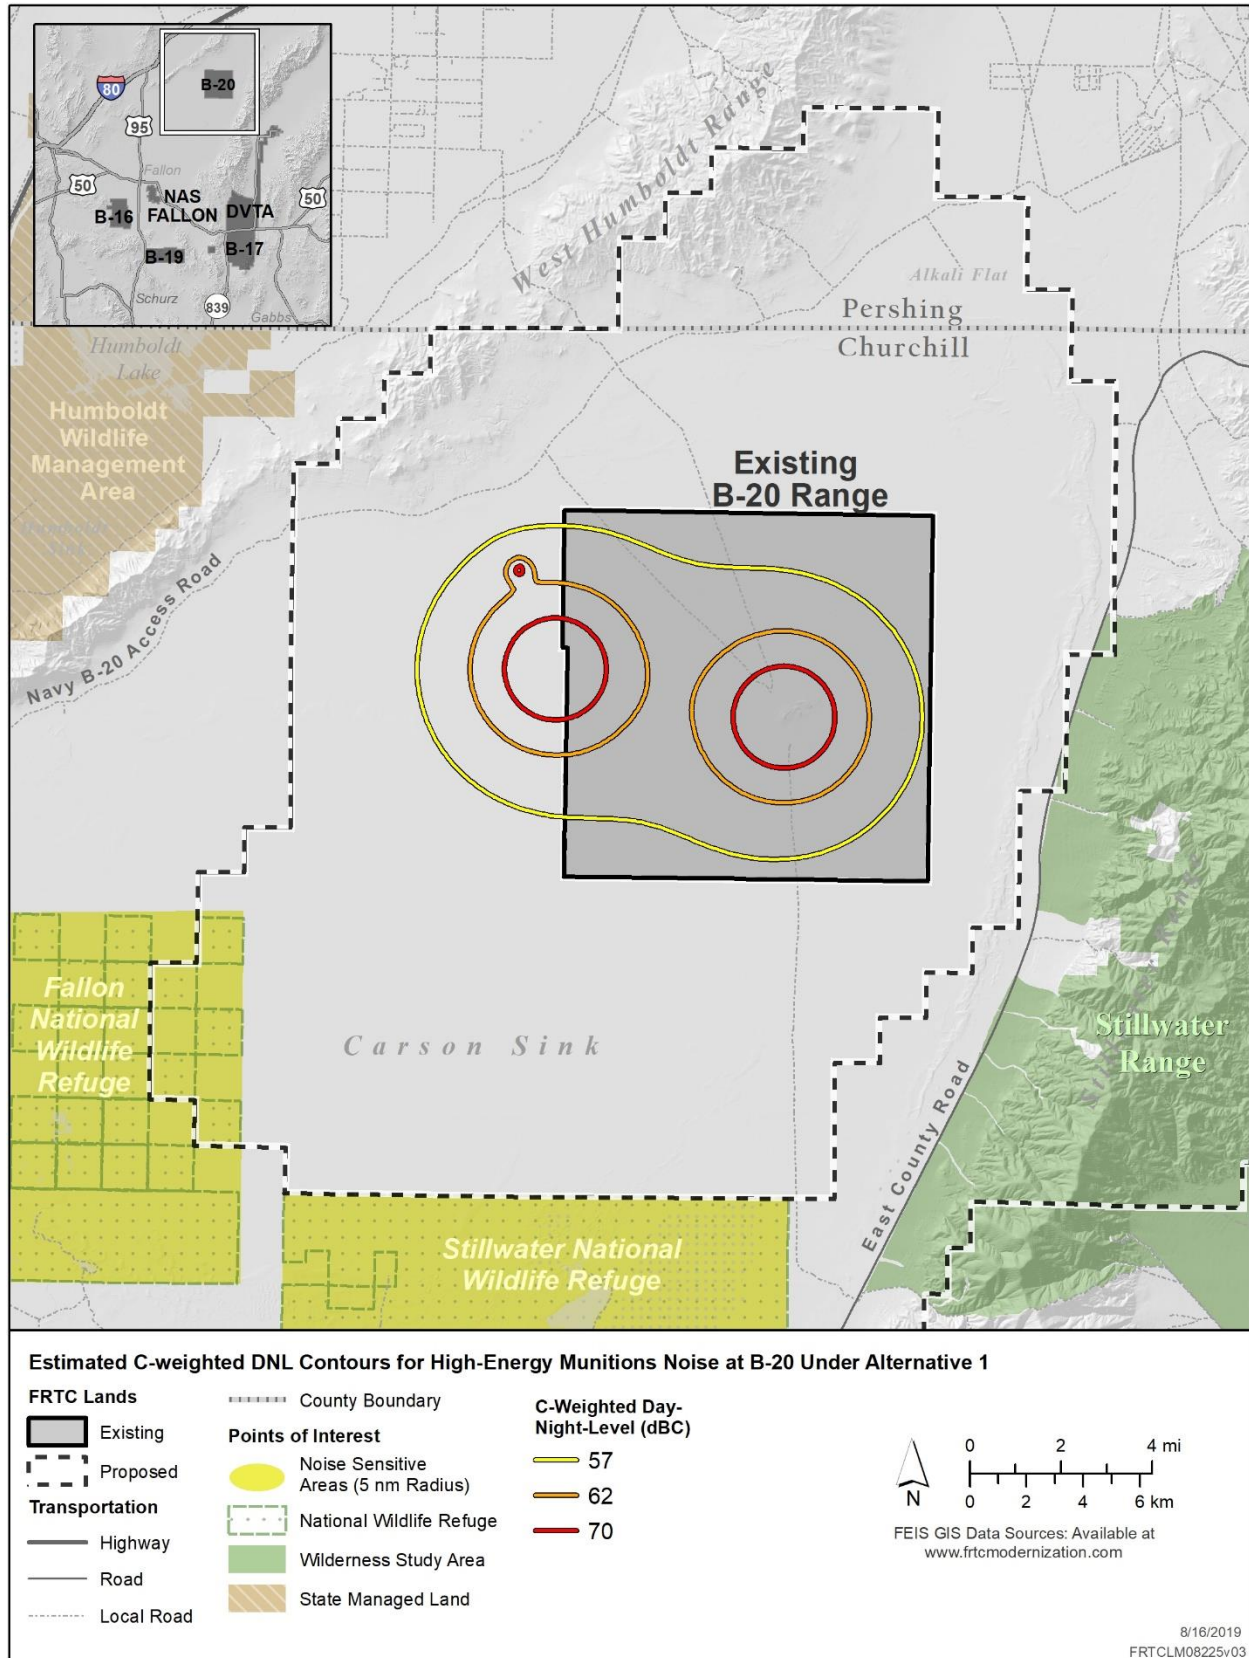 B-20
80
95
Fallon
50
NAS
FALLON
DVTA
50
B-16
B-19
B-17
Schurz
839
Gabbs
West Humboldt Range
Alkali Flat
Pershing
Churchill
Humboldt
Lake
Humboldt
Wildlife
Management
Area
Humboldt
Sink
Existing
B-20 Range
Navy B-20 Access Road
Fallon
National
Wildlife
Refuge
Carson Sink
Stillwater Range
Stillwater
Range
East County Road
Stillwater National
Wildlife Refuge
Estimated C-weighted DNL Contours for High-Energy Munitions Noise at B-20 Under Alternative 1
FRTC Lands
Existing
Proposed
Transportation
Highway
Road
Local Road
County Boundary
Points of Interest
Noise Sensitive
Areas (5 nm Radius)
National Wildlife Refuge
Wilderness Study Area
State Managed Land
C-Weighted Day-
Night-Level (dBC)
57
62
70
N
0 2 4 mi
0 2 4 6 km
FEIS GIS Data Sources: Available at
www.frtcmodernization.com
8/16/2019
FRTCLM08225v03